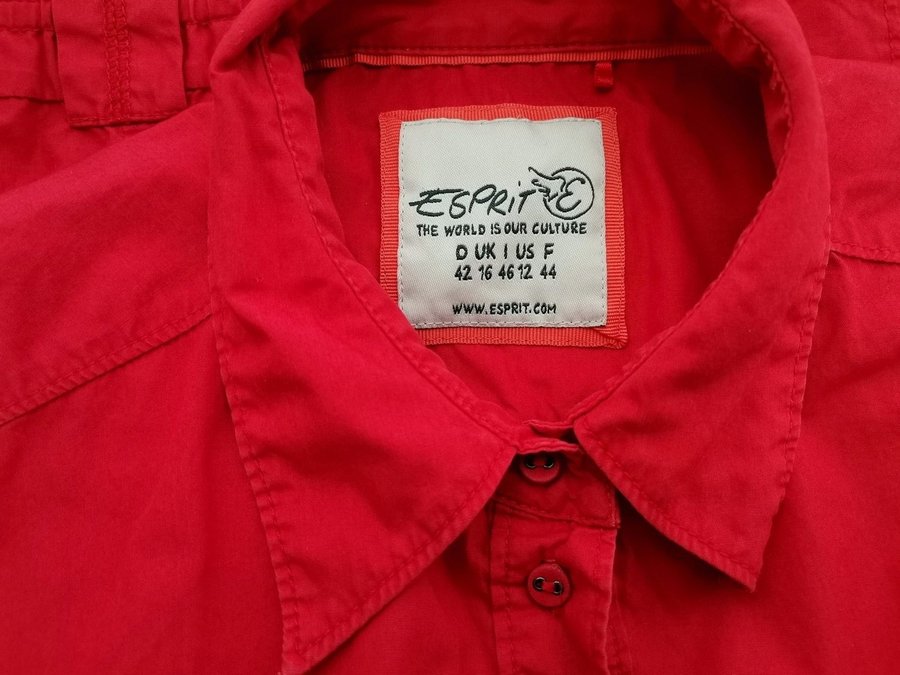 ESPRIT E
THE WORLD IS OUR CULTURE
D UK I US F
42 16 46 12 44
WWW.ESPRIT.COM